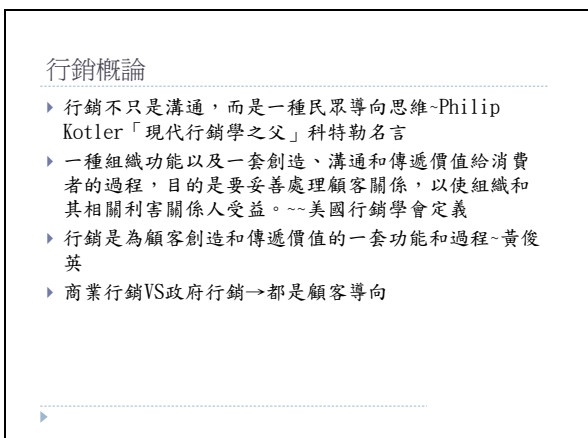 行銷概論
行銷不只是溝通，而是一種民眾導向思維~Philip
Kotler「現代行銷學之父」科特勒名言
一種組織功能以及一套創造、溝通和傳遞價值給消費
者的過程，目的是要妥善處理顧客關係，以使組織和
其相關利害關係人受益。~~美國行銷學會定義
行銷是為顧客創造和傳遞價值的一套功能和過程~黃俊
英
商業行銷VS政府行銷→都是顧客導向